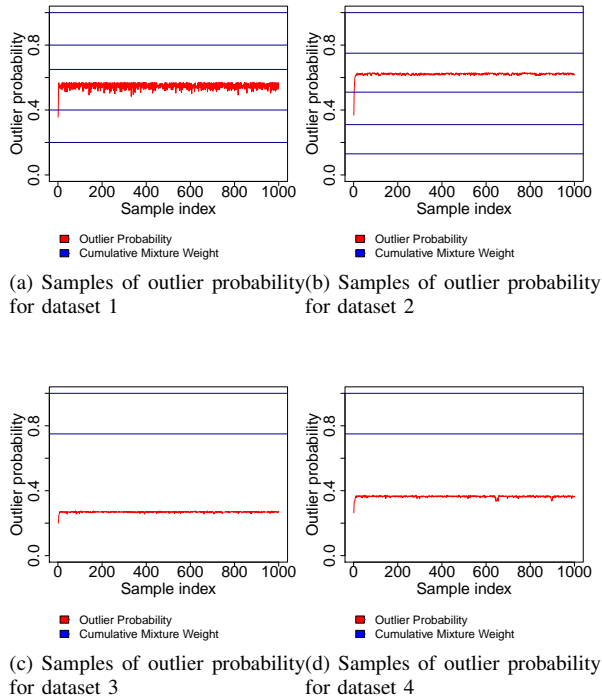 Outlier probability
0.0 0.4 0.8
0 200 400 600 800 1000
Sample index
Outlier Probability
Cumulative Mixture Weight
(a) Samples of outlier probability
for dataset 1
Outlier probability
0.0 0.4 0.8
0 200 400 600 800 1000
Sample index
Outlier Probability
Cumulative Mixture Weight
(b) Samples of outlier probability
for dataset 2
Outlier probability
0.0 0.4 0.8
0 200 400 600 800 1000
Sample index
Outlier Probability
Cumulative Mixture Weight
(c) Samples of outlier probability
for dataset 3
Outlier probability
0.0 0.4 0.8
0 200 400 600 800 1000
Sample index
Outlier Probability
Cumulative Mixture Weight
(d) Samples of outlier probability
for dataset 4